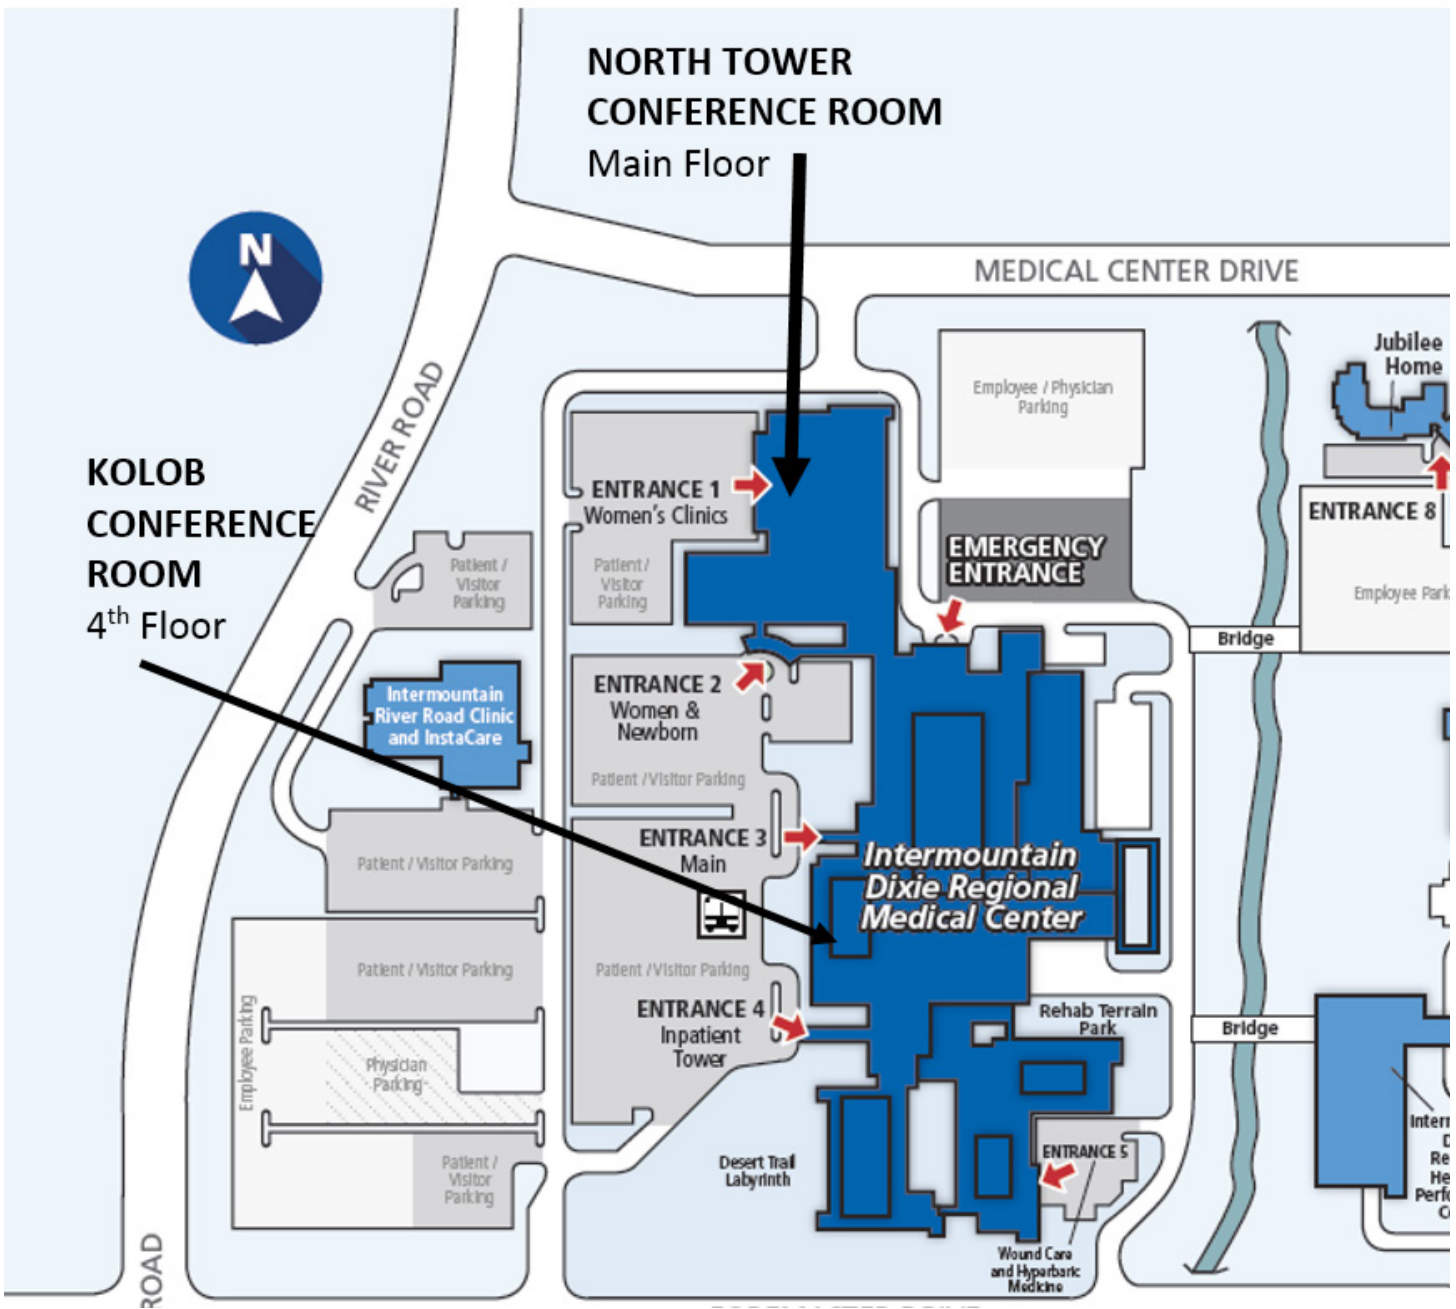 NORTH TOWER
CONFERENCE ROOM
Main Floor
N
MEDICAL CENTER DRIVE
Jubilee
Home
Employee / Physician
Parking
RIVER ROAD
KOLOB
CONFERENCE
ROOM
4th Floor
ENTRANCE 1
Women's Clinics
ENTRANCE 8
EMERGENCY
ENTRANCE
Patient /
Visitor
Parking
Patient /
Visitor
Parking
Employee Park
Bridge
Intermountain
River Road Clinic
and InstaCare
ENTRANCE 2
Women &
Newborn
Patient / Visitor Parking
ENTRANCE 3
Main
Intermountain
Dixie Regional
Medical Center
Patient / Visitor Parking
Patient / Visitor Parking
Patient / Visitor Parking
ENTRANCE 4
Inpatient
Tower
Rehab Terrain
Park
Bridge
Employee Parking
Physician
Parking
Patient /
Visitor
Parking
Desert Trail
Labyrinth
ENTRANCE 5
Wound Care
and Hyperbaric
Medicine
ROAD